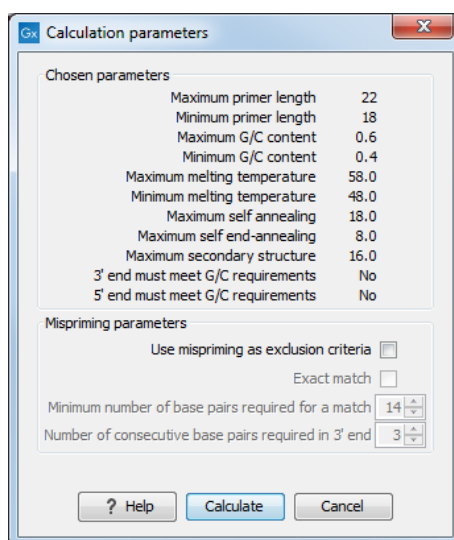 Gx Calculation parameters
Chosen parameters
Maximum primer length 22
Minimum primer length 18
Maximum G/C content 0.6
Minimum G/C content 0.4
Maximum melting temperature 58.0
Minimum melting temperature 48.0
Maximum self annealing 18.0
Maximum self end-annealing 8.0
Maximum secondary structure 16.0
3' end must meet G/C requirements No
5' end must meet G/C requirements No
Mispriming parameters
Use mispriming as exclusion criteria
Exact match
Minimum number of base pairs required for a match 14
Number of consecutive base pairs required in 3' end 3
? Help Calculate Cancel